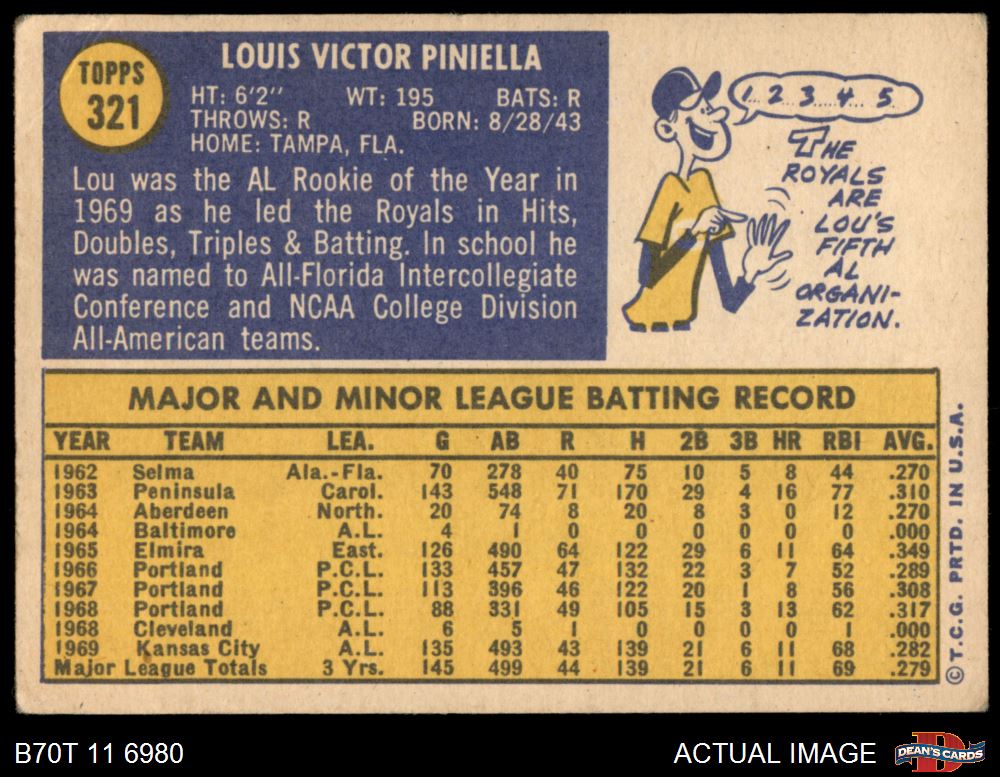 TOPPS
321
LOUIS VICTOR PINIELLA
HT: 6'2" WT: 195 BATS: R
THROWS: R BORN: 8/28/43
HOME: TAMPA, FLA.
Lou was the AL Rookie of the Year in
1969 as he led the Royals in Hits,
Doubles, Triples & Batting. In school he
was named to All-Florida Intercollegiate
Conference and NCAA College Division
All-American teams.
1...2...3....4...5
THE
ROYALS
ARE
LOU'S
FIFTH
AL
ORGANI-
ZATION.
MAJOR AND MINOR LEAGUE BATTING RECORD
YEAR TEAM LEA. G AB R H 2B 3B HR RBI AVG.
1962 Selma Ala.-Fla. 70 278 40 75 10 5 8 44 .270
1963 Peninsula Carol. 143 548 71 170 29 4 16 77 .310
1964 Aberdeen North. 20 74 8 20 8 3 0 12 .270
1964 Baltimore A.L. 4 1 0 0 0 0 0 0 .000
1965 Elmira East. 126 490 64 122 29 6 11 64 .349
1966 Portland P.C.L. 133 457 47 132 22 3 7 52 .289
1967 Portland P.C.L. 113 396 46 122 20 1 8 56 .308
1968 Portland P.C.L. 88 331 49 105 15 3 13 62 .317
1968 Cleveland A.L. 6 5 1 0 0 0 0 1 .000
1969 Kansas City A.L. 135 493 43 139 21 6 11 68 .282
Major League Totals 3 Yrs. 145 499 44 139 21 6 11 69 .279
© T.C.G. PRTD. IN U.S.A.
B70T 11 6980
ACTUAL IMAGE
DEAN'S CARDS